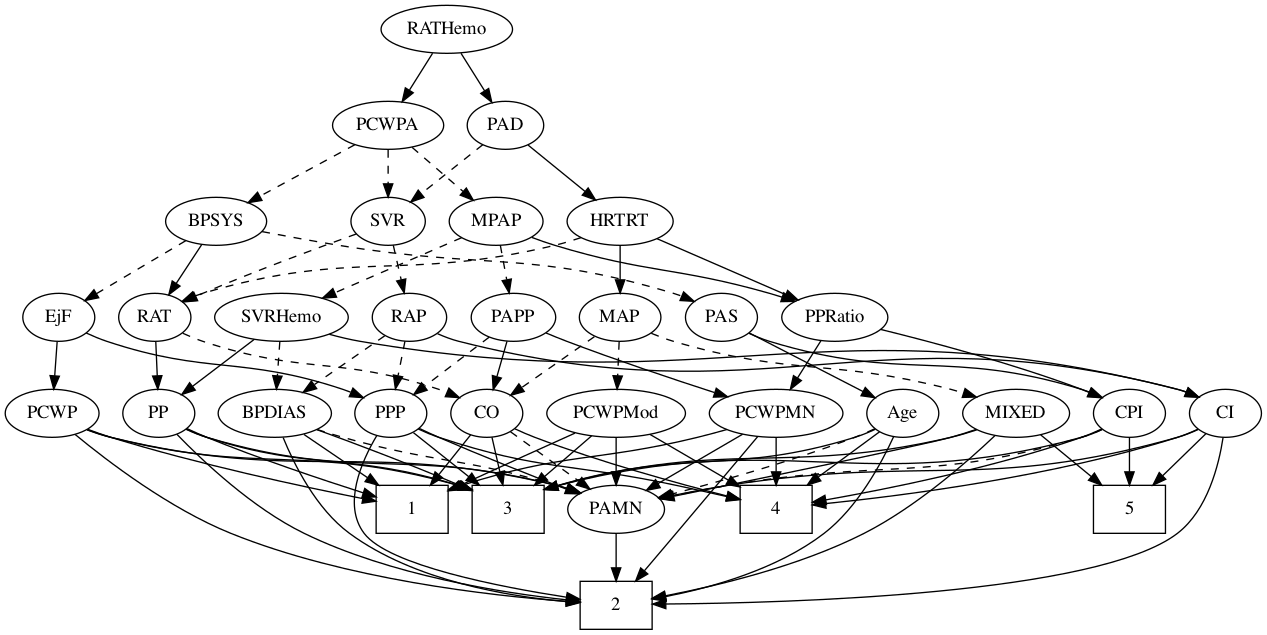 RATHemo
PCWPA PAD
BPSYS SVR MPAP HRTRT
EjF RAT SVRHemo RAP PAPP MAP PAS PPRatio
PCWP PP BPDIAS PPP CO PCWPMod PCWPMN Age MIXED CPI CI
1 3 PAMN 4 5
2